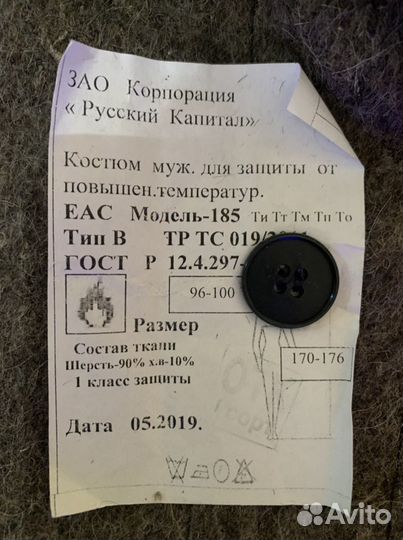 ЗАО Корпорация
« Русский Капитал»
Костюм муж. для защиты от
повышен.температур.
ЕАС Модель-185 Ти Тт Тм Тп То
Тип В ТР ТС 019/
ГОСТ Р 12.4.297-
96-100
Размер
170-176
Состав ткани
Шерсть-90% х.в-10%
1 класс защиты
Дата 05.2019.
Avito